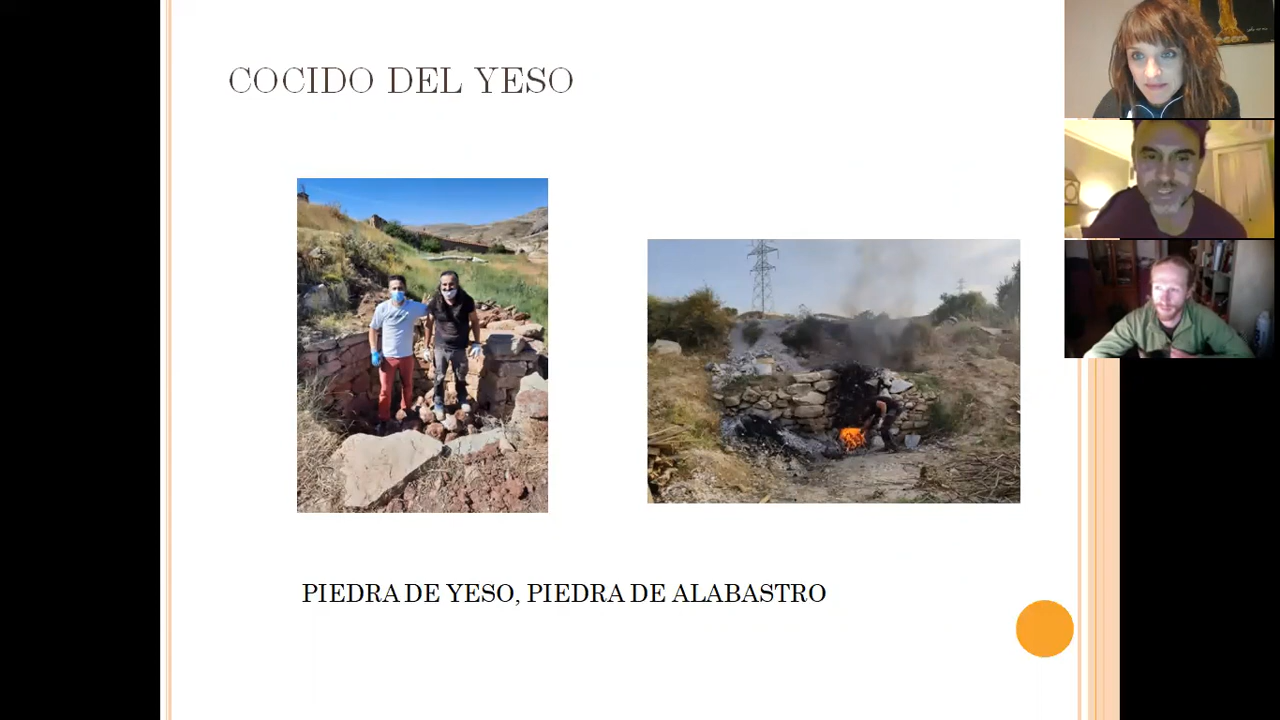 COCIDO DEL YESO
PIEDRA DE YESO, PIEDRA DE ALABASTRO